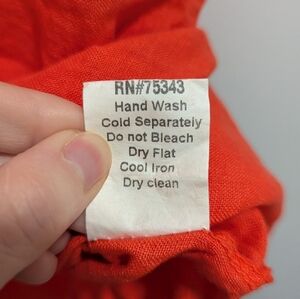 RN#75343
Hand Wash
Cold Separately
Do not Bleach
Dry Flat
Cool Iron
Dry clean